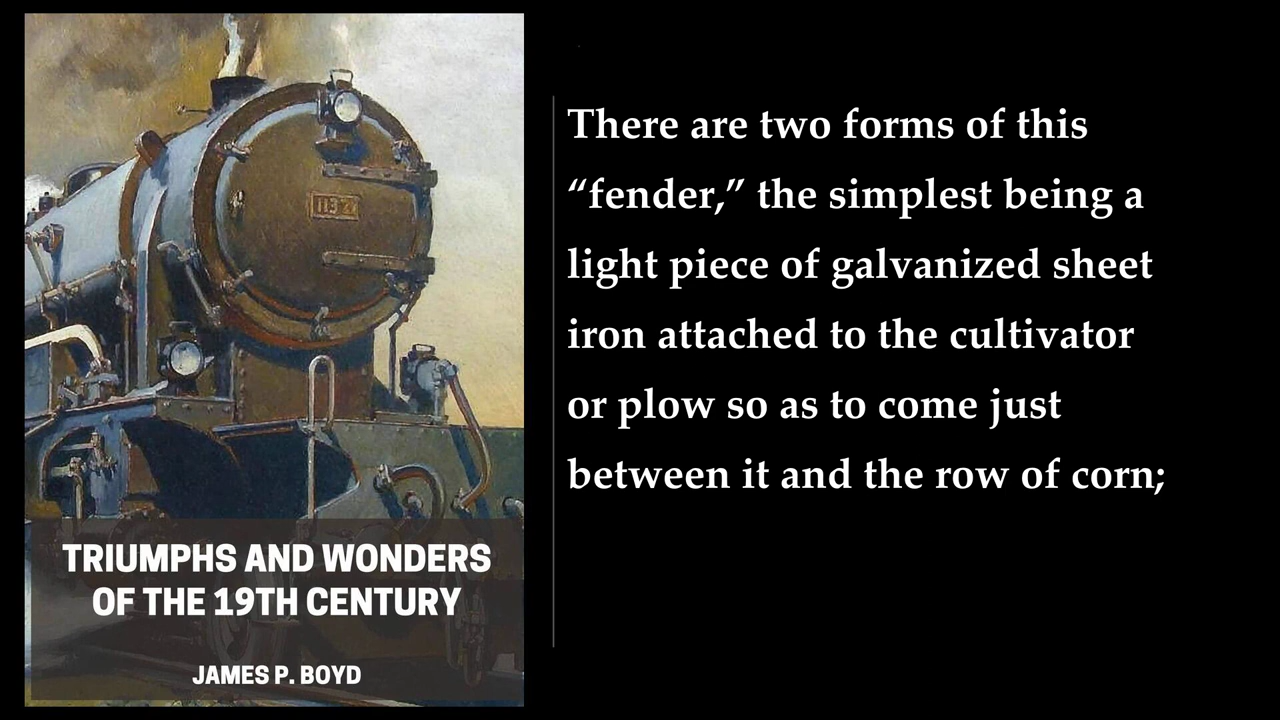 There are two forms of this
“fender,” the simplest being a
light piece of galvanized sheet
iron attached to the cultivator
or plow so as to come just
between it and the row of corn;
TRIUMPHS AND WONDERS
OF THE 19TH CENTURY
JAMES P. BOYD